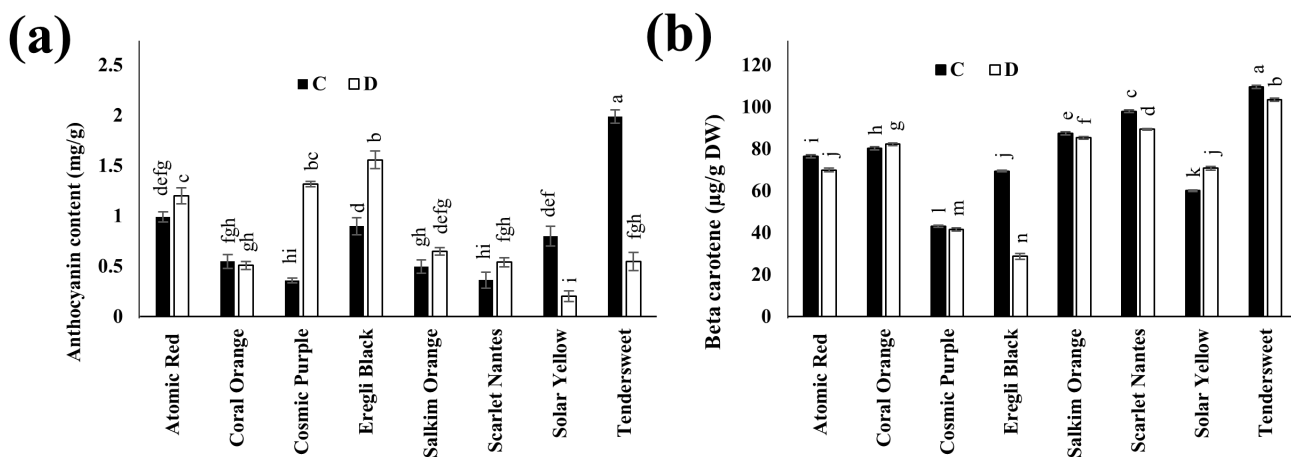 (a)
Anthocyanin content (mg/g)
2.5
2
1.5
1
0.5
0
C D
defg c fgh gh hi bc d b gh defg hi fgh def i a fgh
Atomic Red
Coral Orange
Cosmic Purple
Eregli Black
Salkim Orange
Scarlet Nantes
Solar Yellow
Tendersweet
(b)
Beta carotene (µg/g DW)
120
100
80
60
40
20
0
C D
i j h g l m j n e f c d k j a b
Atomic Red
Coral Orange
Cosmic Purple
Eregli Black
Salkim Orange
Scarlet Nantes
Solar Yellow
Tendersweet